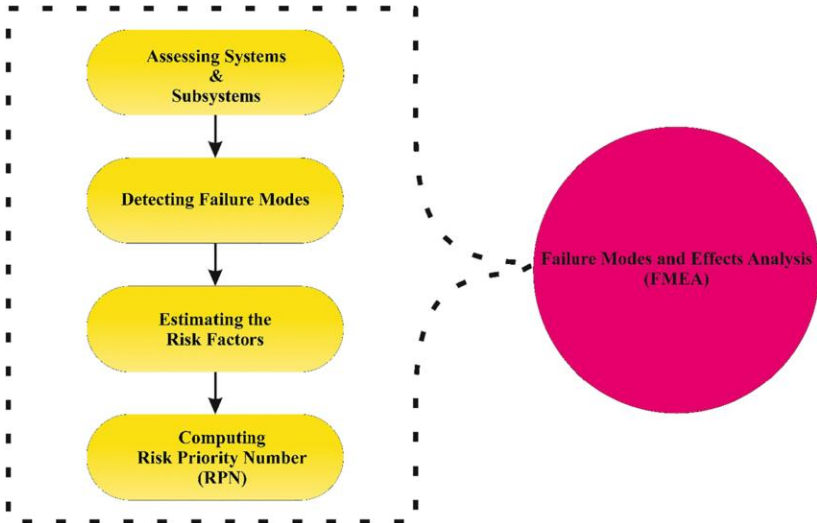 Assessing Systems
&
Subsystems
Detecting Failure Modes
Estimating the
Risk Factors
Computing
Risk Priority Number
(RPN)
Failure Modes and Effects Analysis
(FMEA)